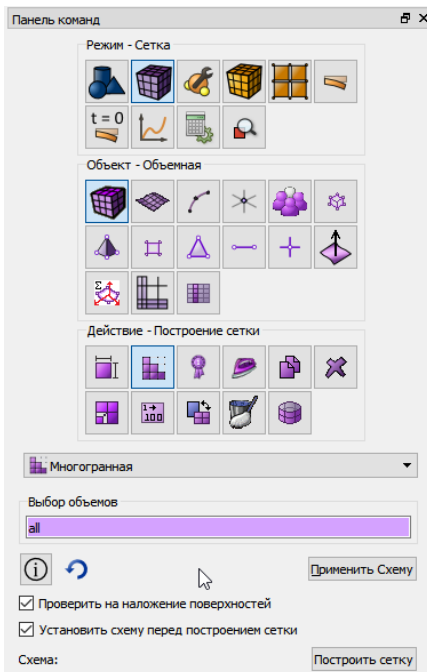 Панель команд
Режим - Сетка
t = 0
Объект - Объемная
Σ
Действие - Построение сетки
1→
100
Многогранная
Выбор объемов
all
Применить Схему
Проверить на наложение поверхностей
Установить схему перед построением сетки
Схема:
Построить сетку